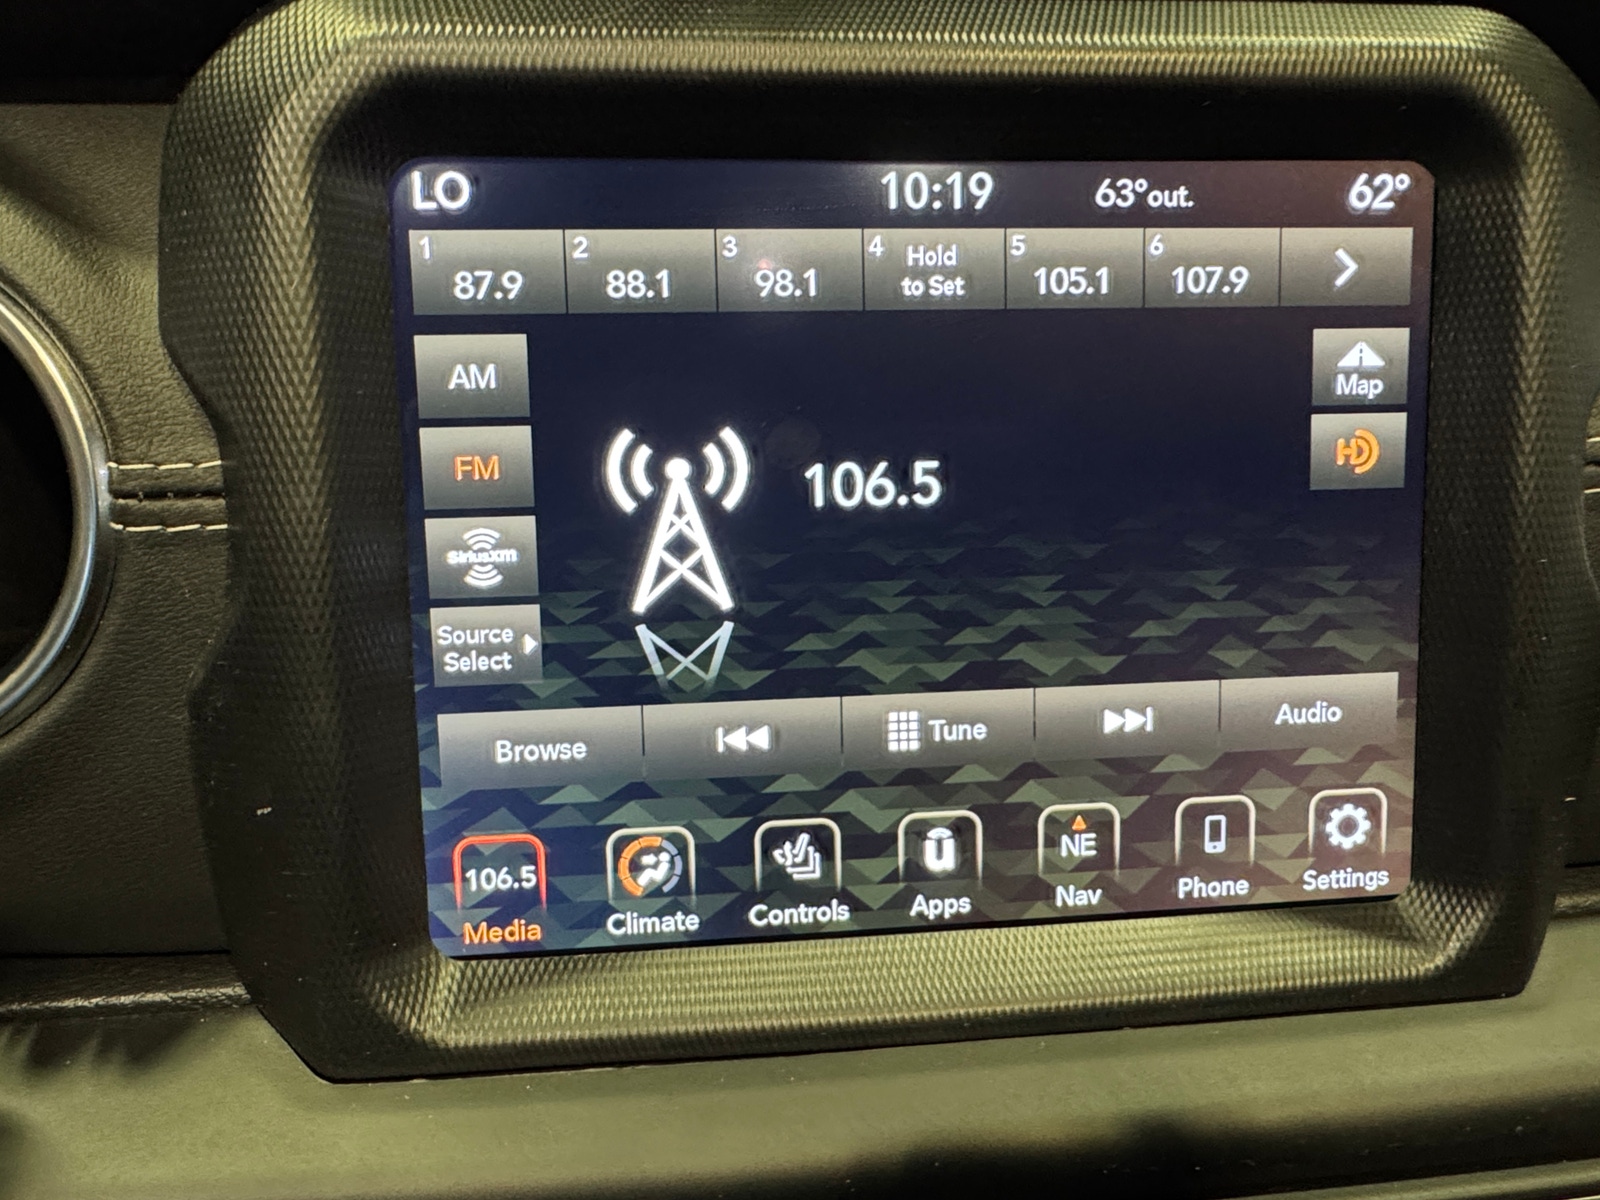 LO 10:19 63°out. 62°
1 87.9 2 88.1 3 98.1 4 Hold to Set 5 105.1 6 107.9
AM
Map
FM
HD
106.5
SiriusXM
Source
Select
Browse Tune Audio
106.5 NE
Media Climate Controls Apps Nav Phone Settings